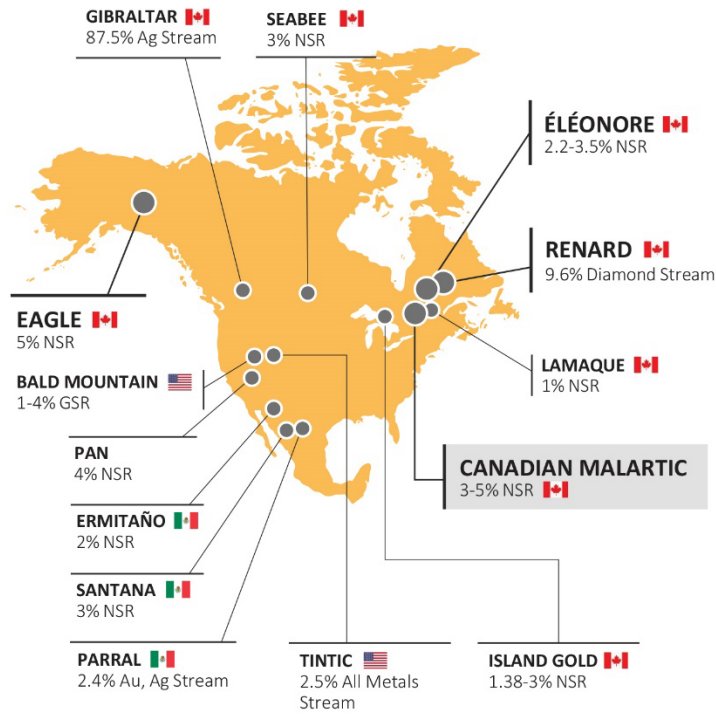 GIBRALTAR
87.5% Ag Stream
SEABEE
3% NSR
ÉLÉONORE
2.2-3.5% NSR
RENARD
9.6% Diamond Stream
EAGLE
5% NSR
LAMAQUE
1% NSR
BALD MOUNTAIN
1-4% GSR
PAN
4% NSR
CANADIAN MALARTIC
3-5% NSR
ERMITAÑO
2% NSR
SANTANA
3% NSR
PARRAL
2.4% Au, Ag Stream
TINTIC
2.5% All Metals
Stream
ISLAND GOLD
1.38-3% NSR